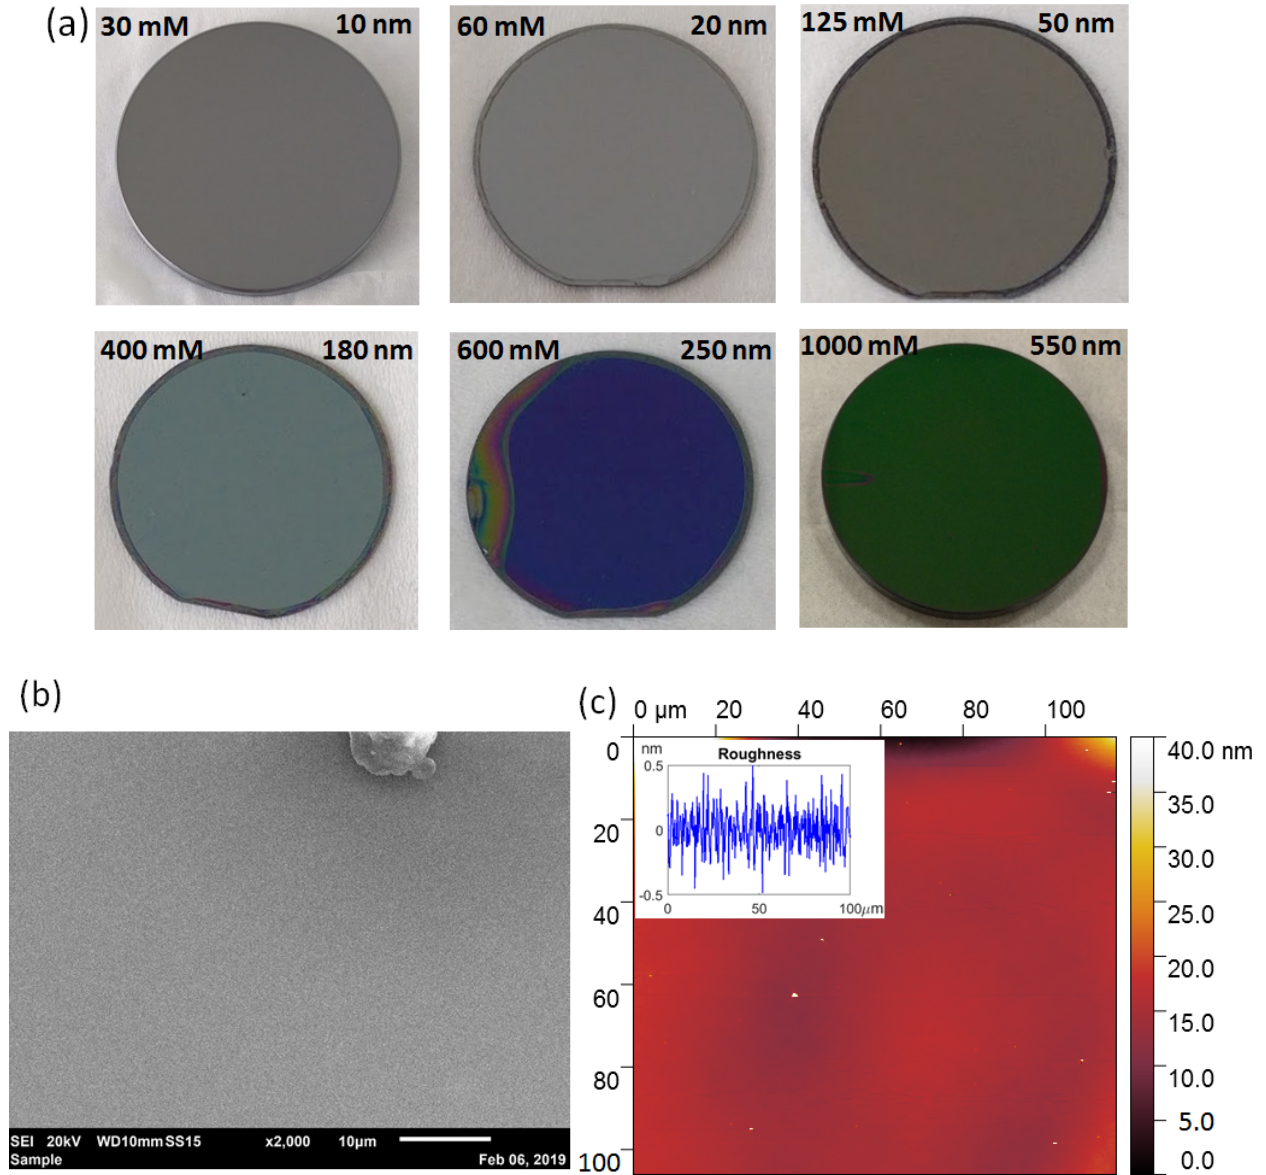 (a)
30 mM 10 nm
60 mM 20 nm
125 mM 50 nm
400 mM 180 nm
600 mM 250 nm
1000 mM 550 nm
(b)
SEI 20kV WD10mmSS15 x2,000 10μm
Sample Feb 06, 2019
(c)
0 μm 20 40 60 80 100
0
20
40
60
80
100
nm Roughness
0.5
0
-0.5
0 50 100μm
40.0 nm
35.0
30.0
25.0
20.0
15.0
10.0
5.0
0.0